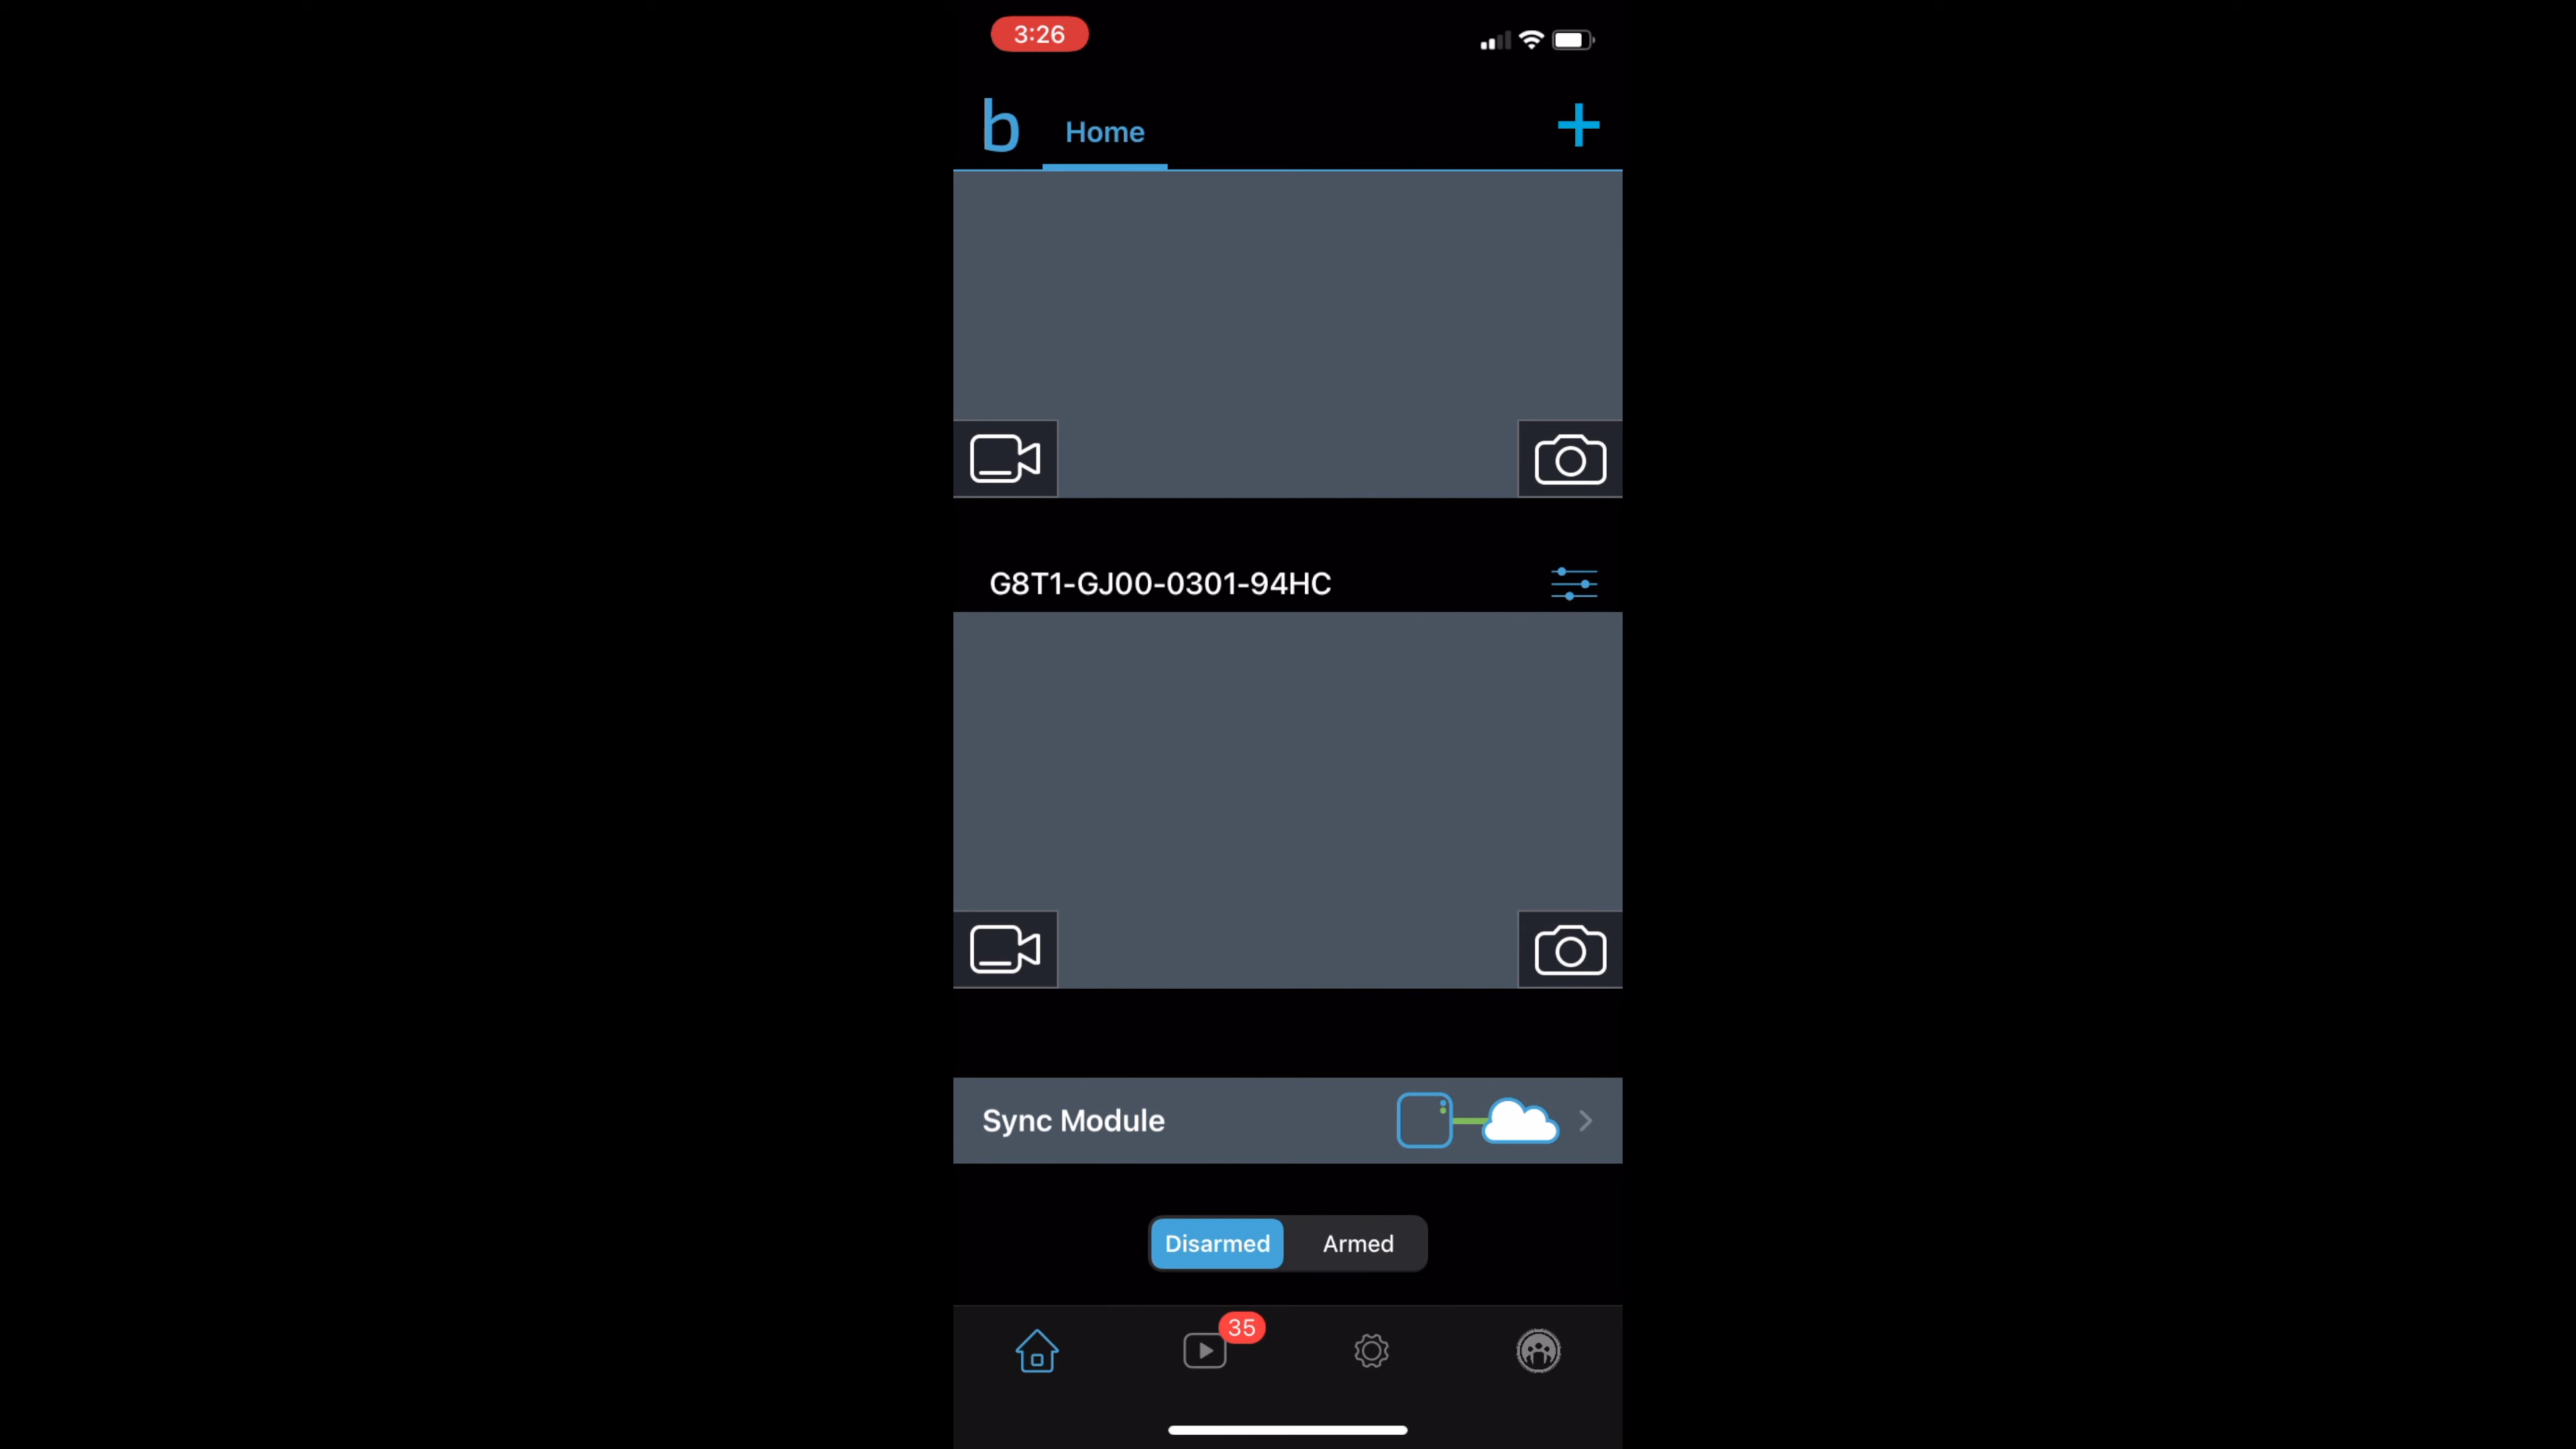 3:26
b Home
G8T1-GJ00-0301-94HC
Sync Module
Disarmed Armed
35